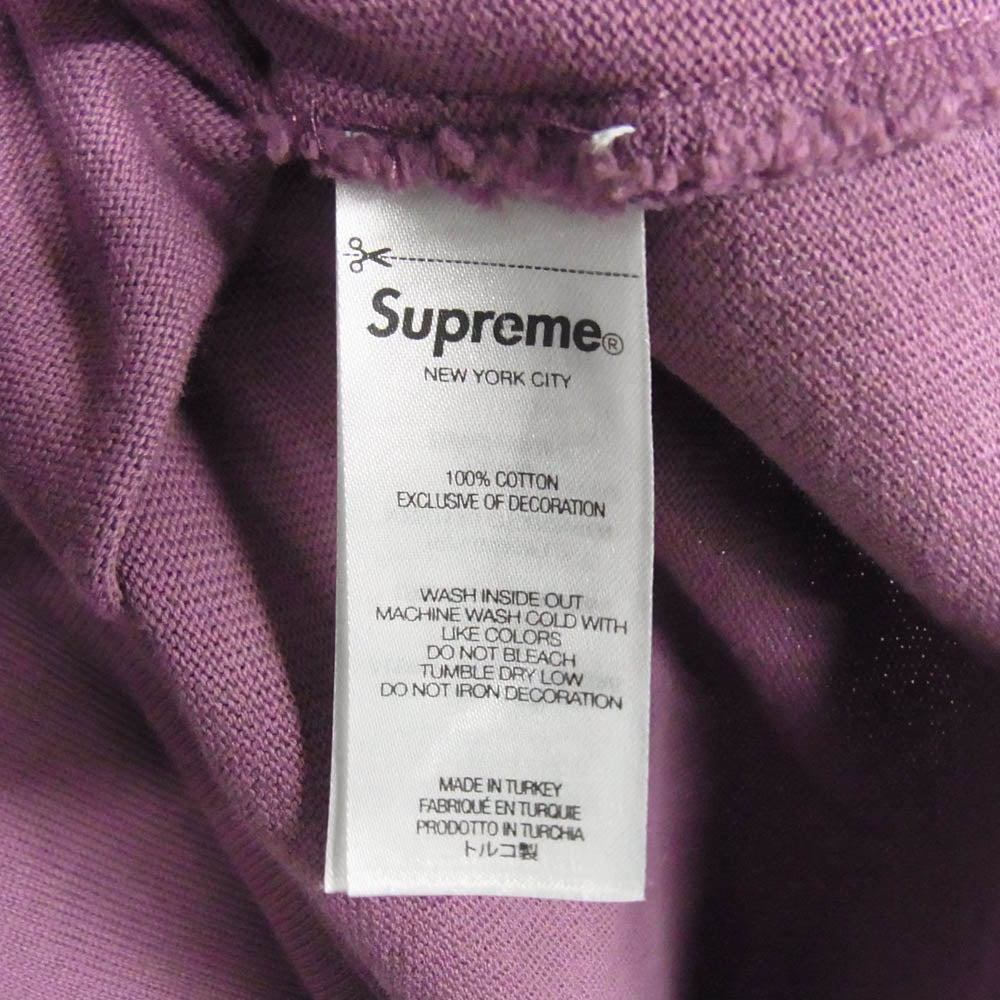 Supreme®
NEW YORK CITY
100% COTTON
EXCLUSIVE OF DECORATION
WASH INSIDE OUT
MACHINE WASH COLD WITH
LIKE COLORS
DO NOT BLEACH
TUMBLE DRY LOW
DO NOT IRON DECORATION
MADE IN TURKEY
FABRIQUÉ EN TURQUIE
PRODOTTO IN TURCHIA
トルコ製